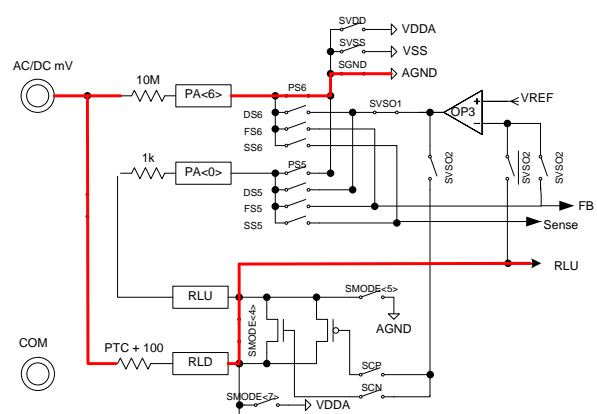 SVDD
VDDA
SVSS
VSS
SGND
AGND
AC/DC mV
10M
PA<6>
PS6
DS6
FS6
SS6
SVSO1
OP3
+
−
VREF
SVSO2
SVSO2
SVSO2
1k
PA<0>
PS5
DS5
FS5
SS5
FB
Sense
RLU
RLU
SMODE<5>
AGND
SMODE<4>
COM
PTC + 100
RLD
SCP
SCN
SMODE<7>
VDDA